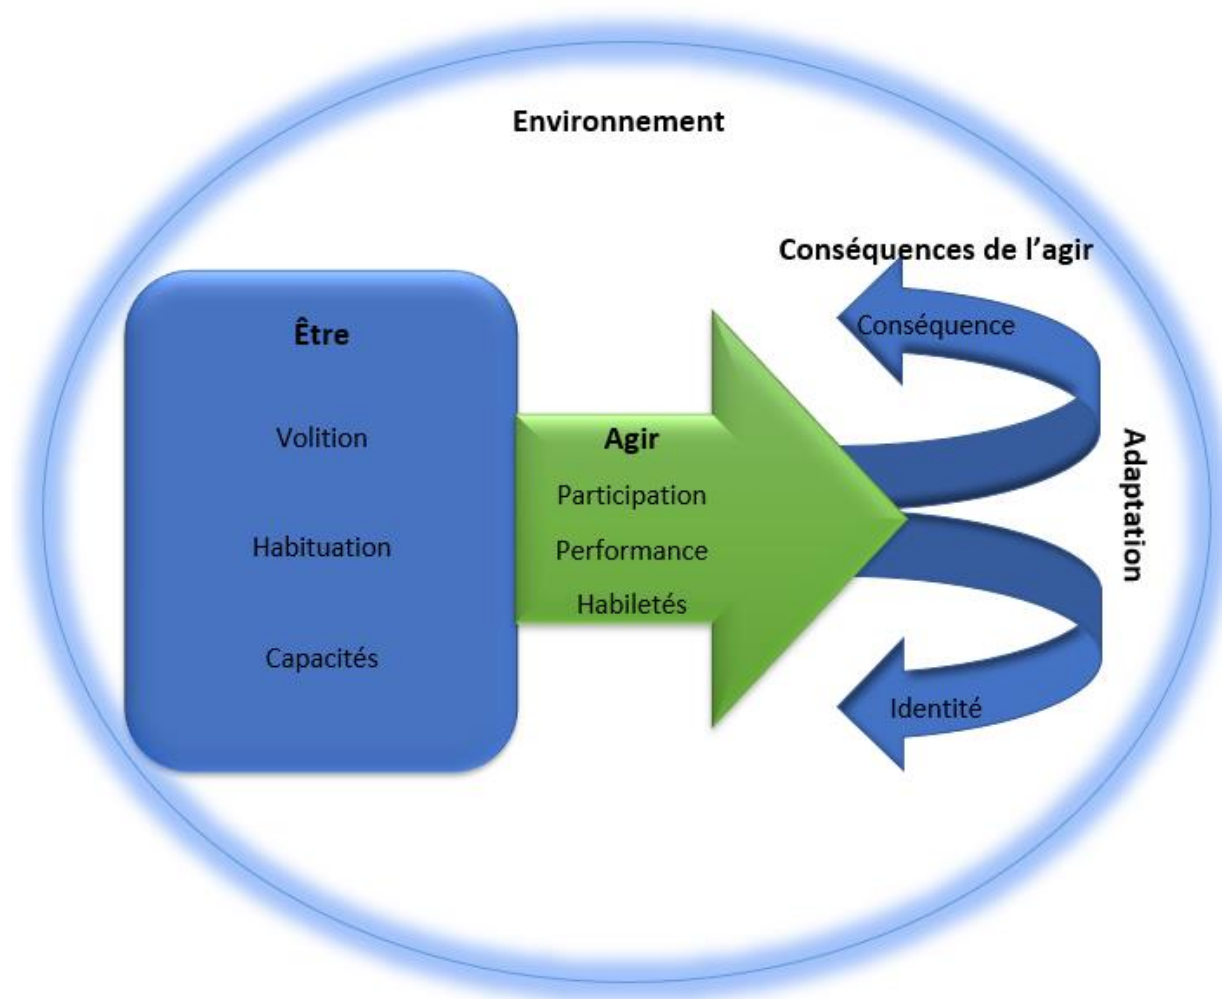 Environnement
Conséquences de l’agir
Conséquence
Être
Volition
Habituation
Capacités
Agir
Participation
Performance
Habiletés
Adaptation
Identité